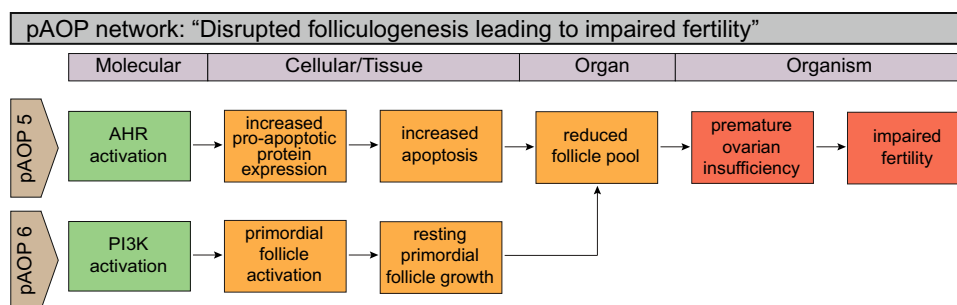 pAOP network: “Disrupted folliculogenesis leading to impaired fertility”
Molecular
Cellular/Tissue
Organ
Organism
pAOP 5
AHR
activation
increased
pro-apoptotic
protein
expression
increased
apoptosis
reduced
follicle pool
premature
ovarian
insufficiency
impaired
fertility
pAOP 6
PI3K
activation
primordial
follicle
activation
resting
primordial
follicle growth